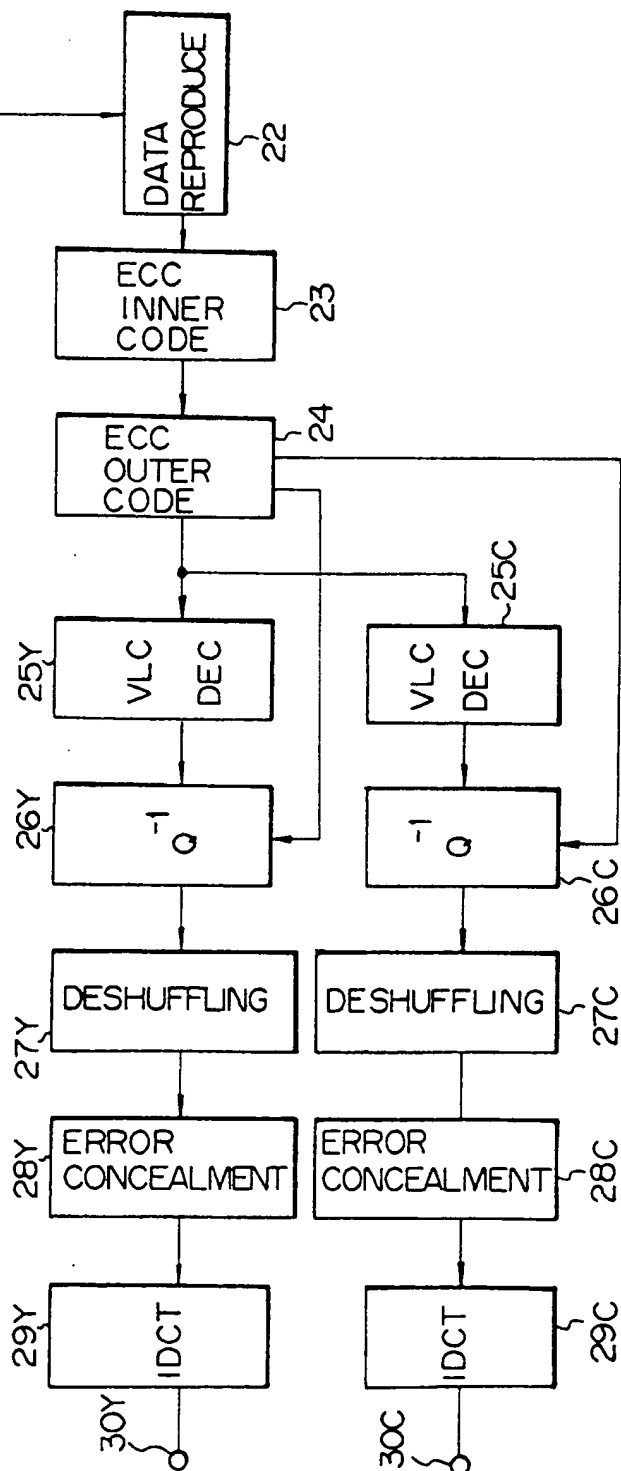 DATA
REPRODUCE
22
ECC
INNER
CODE
23
ECC
OUTER
CODE
24
25Y
VLC
DEC
25C
VLC
DEC
26Y
Q⁻¹
26C
Q⁻¹
27Y
DESHUFFLING
27C
DESHUFFLING
28Y
ERROR
CONCEALMENT
28C
ERROR
CONCEALMENT
29Y
IDCT
29C
IDCT
30Y
30C